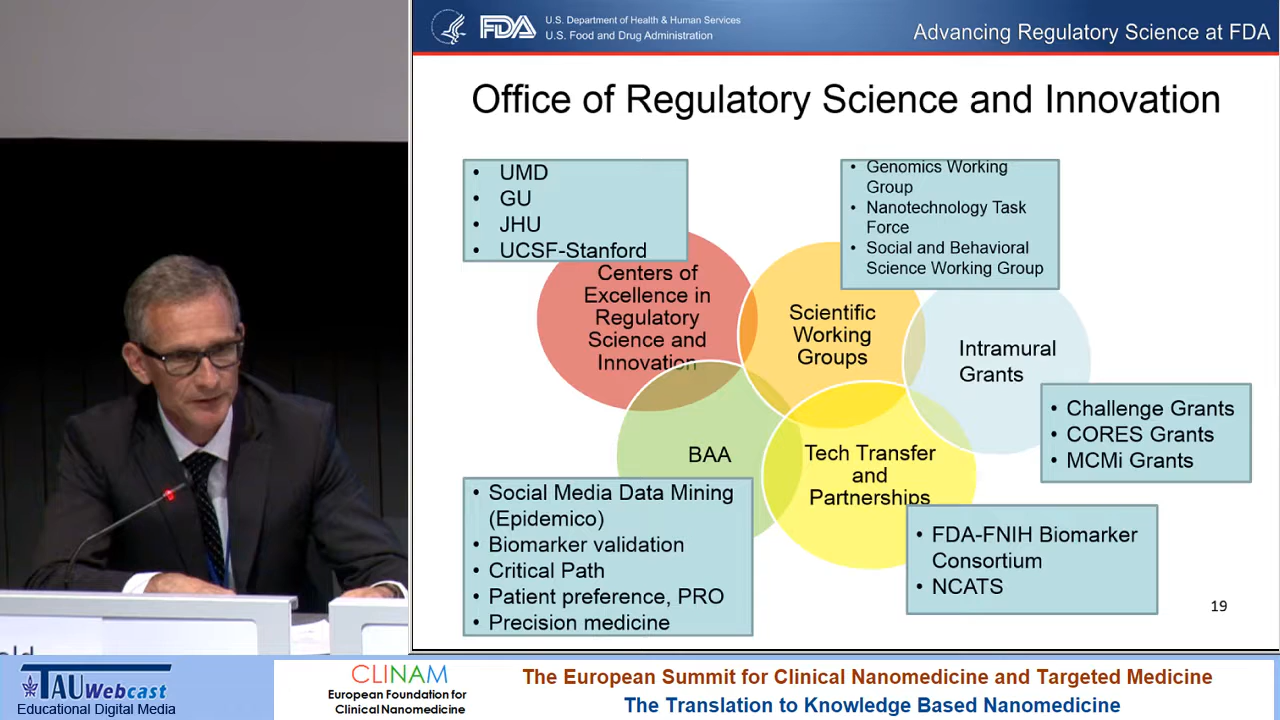 FDA
U.S. Department of Health & Human Services
U.S. Food and Drug Administration
Advancing Regulatory Science at FDA
Office of Regulatory Science and Innovation
• UMD
• GU
• JHU
• UCSF-Stanford
Centers of
Excellence in
Regulatory
Science and
Innovation
• Genomics Working
Group
• Nanotechnology Task
Force
• Social and Behavioral
Science Working Group
Scientific
Working
Groups
Intramural
Grants
• Challenge Grants
• CORES Grants
• MCMi Grants
BAA
• Social Media Data Mining
(Epidemico)
• Biomarker validation
• Critical Path
• Patient preference, PRO
• Precision medicine
Tech Transfer
and
Partnerships
• FDA-FNIH Biomarker
Consortium
• NCATS
19
TAU Webcast
Educational Digital Media
CLINAM
European Foundation for
Clinical Nanomedicine
The European Summit for Clinical Nanomedicine and Targeted Medicine
The Translation to Knowledge Based Nanomedicine